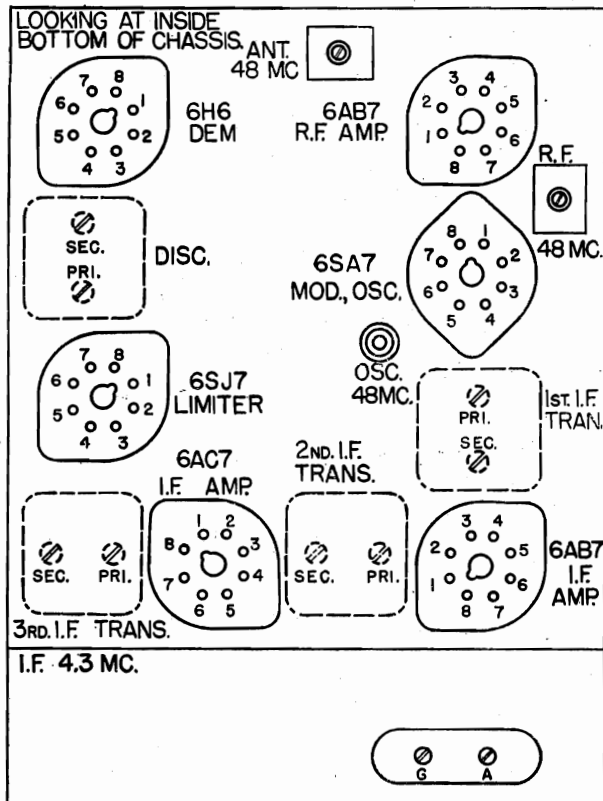 LOOKING AT INSIDE
BOTTOM OF CHASSIS.
ANT.
48 MC
7 8
6 1
5 2
4 3
6H6
DEM
6AB7
R.F. AMP.
3 4
2 5
1 6
8 7
R.F.
48 MC.
SEC.
PRI.
DISC.
6SA7
MOD., OSC.
8 1
7 2
6 3
5 4
OSC.
48MC.
7 8
6 1
5 2
4 3
6SJ7
LIMITER
PRI.
SEC.
1ST. I.F.
TRAN.
6AC7
I.F. AMP.
2ND. I.F.
TRANS.
SEC. PRI.
3RD. I.F. TRANS.
1 2
8 3
7 4
6 5
SEC. PRI.
3 4
2 5
1 6
8 7
6AB7
I.F.
AMP.
I.F. 4.3 MC.
G A